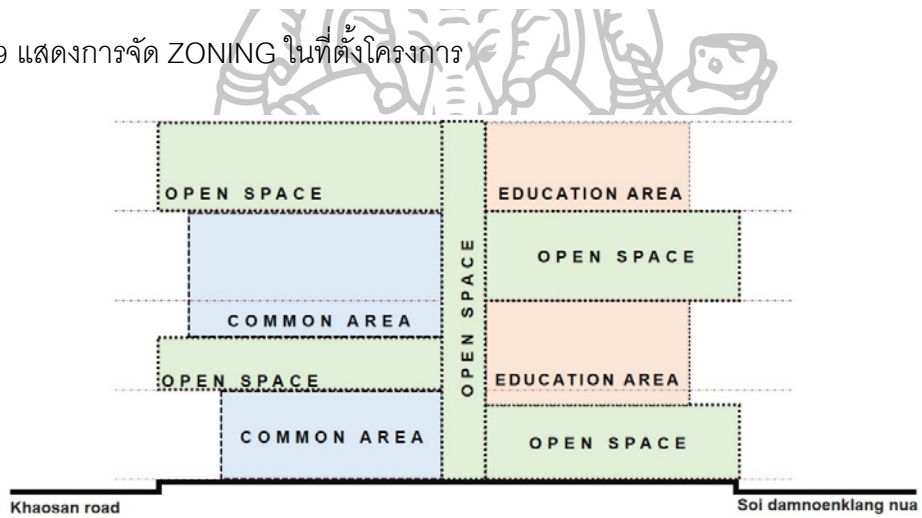 9 แสดงการจัด ZONING ในที่ตั้งโครงการ
OPEN SPACE
EDUCATION AREA
OPEN SPACE
OPEN SPACE
COMMON AREA
OPEN SPACE
EDUCATION AREA
COMMON AREA
OPEN SPACE
Khaosan road
Soi damnoenklang nua